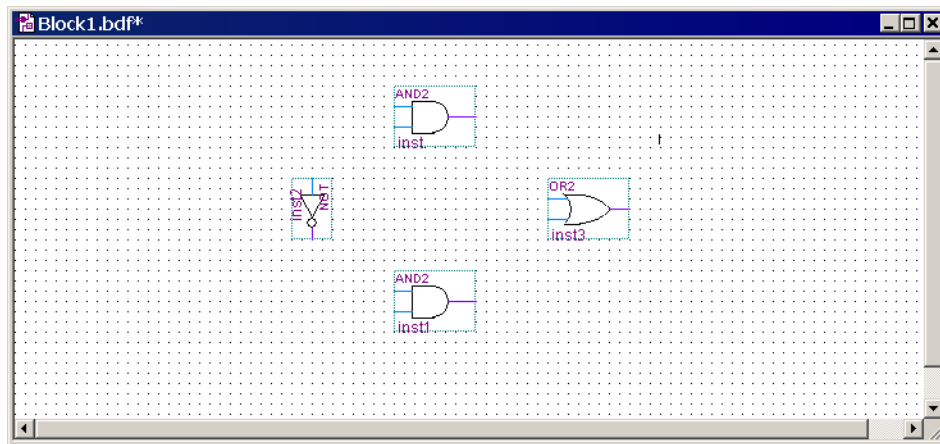 Block1.bdf*
AND2
inst
inst2
NOT
OR2
inst3
AND2
inst1